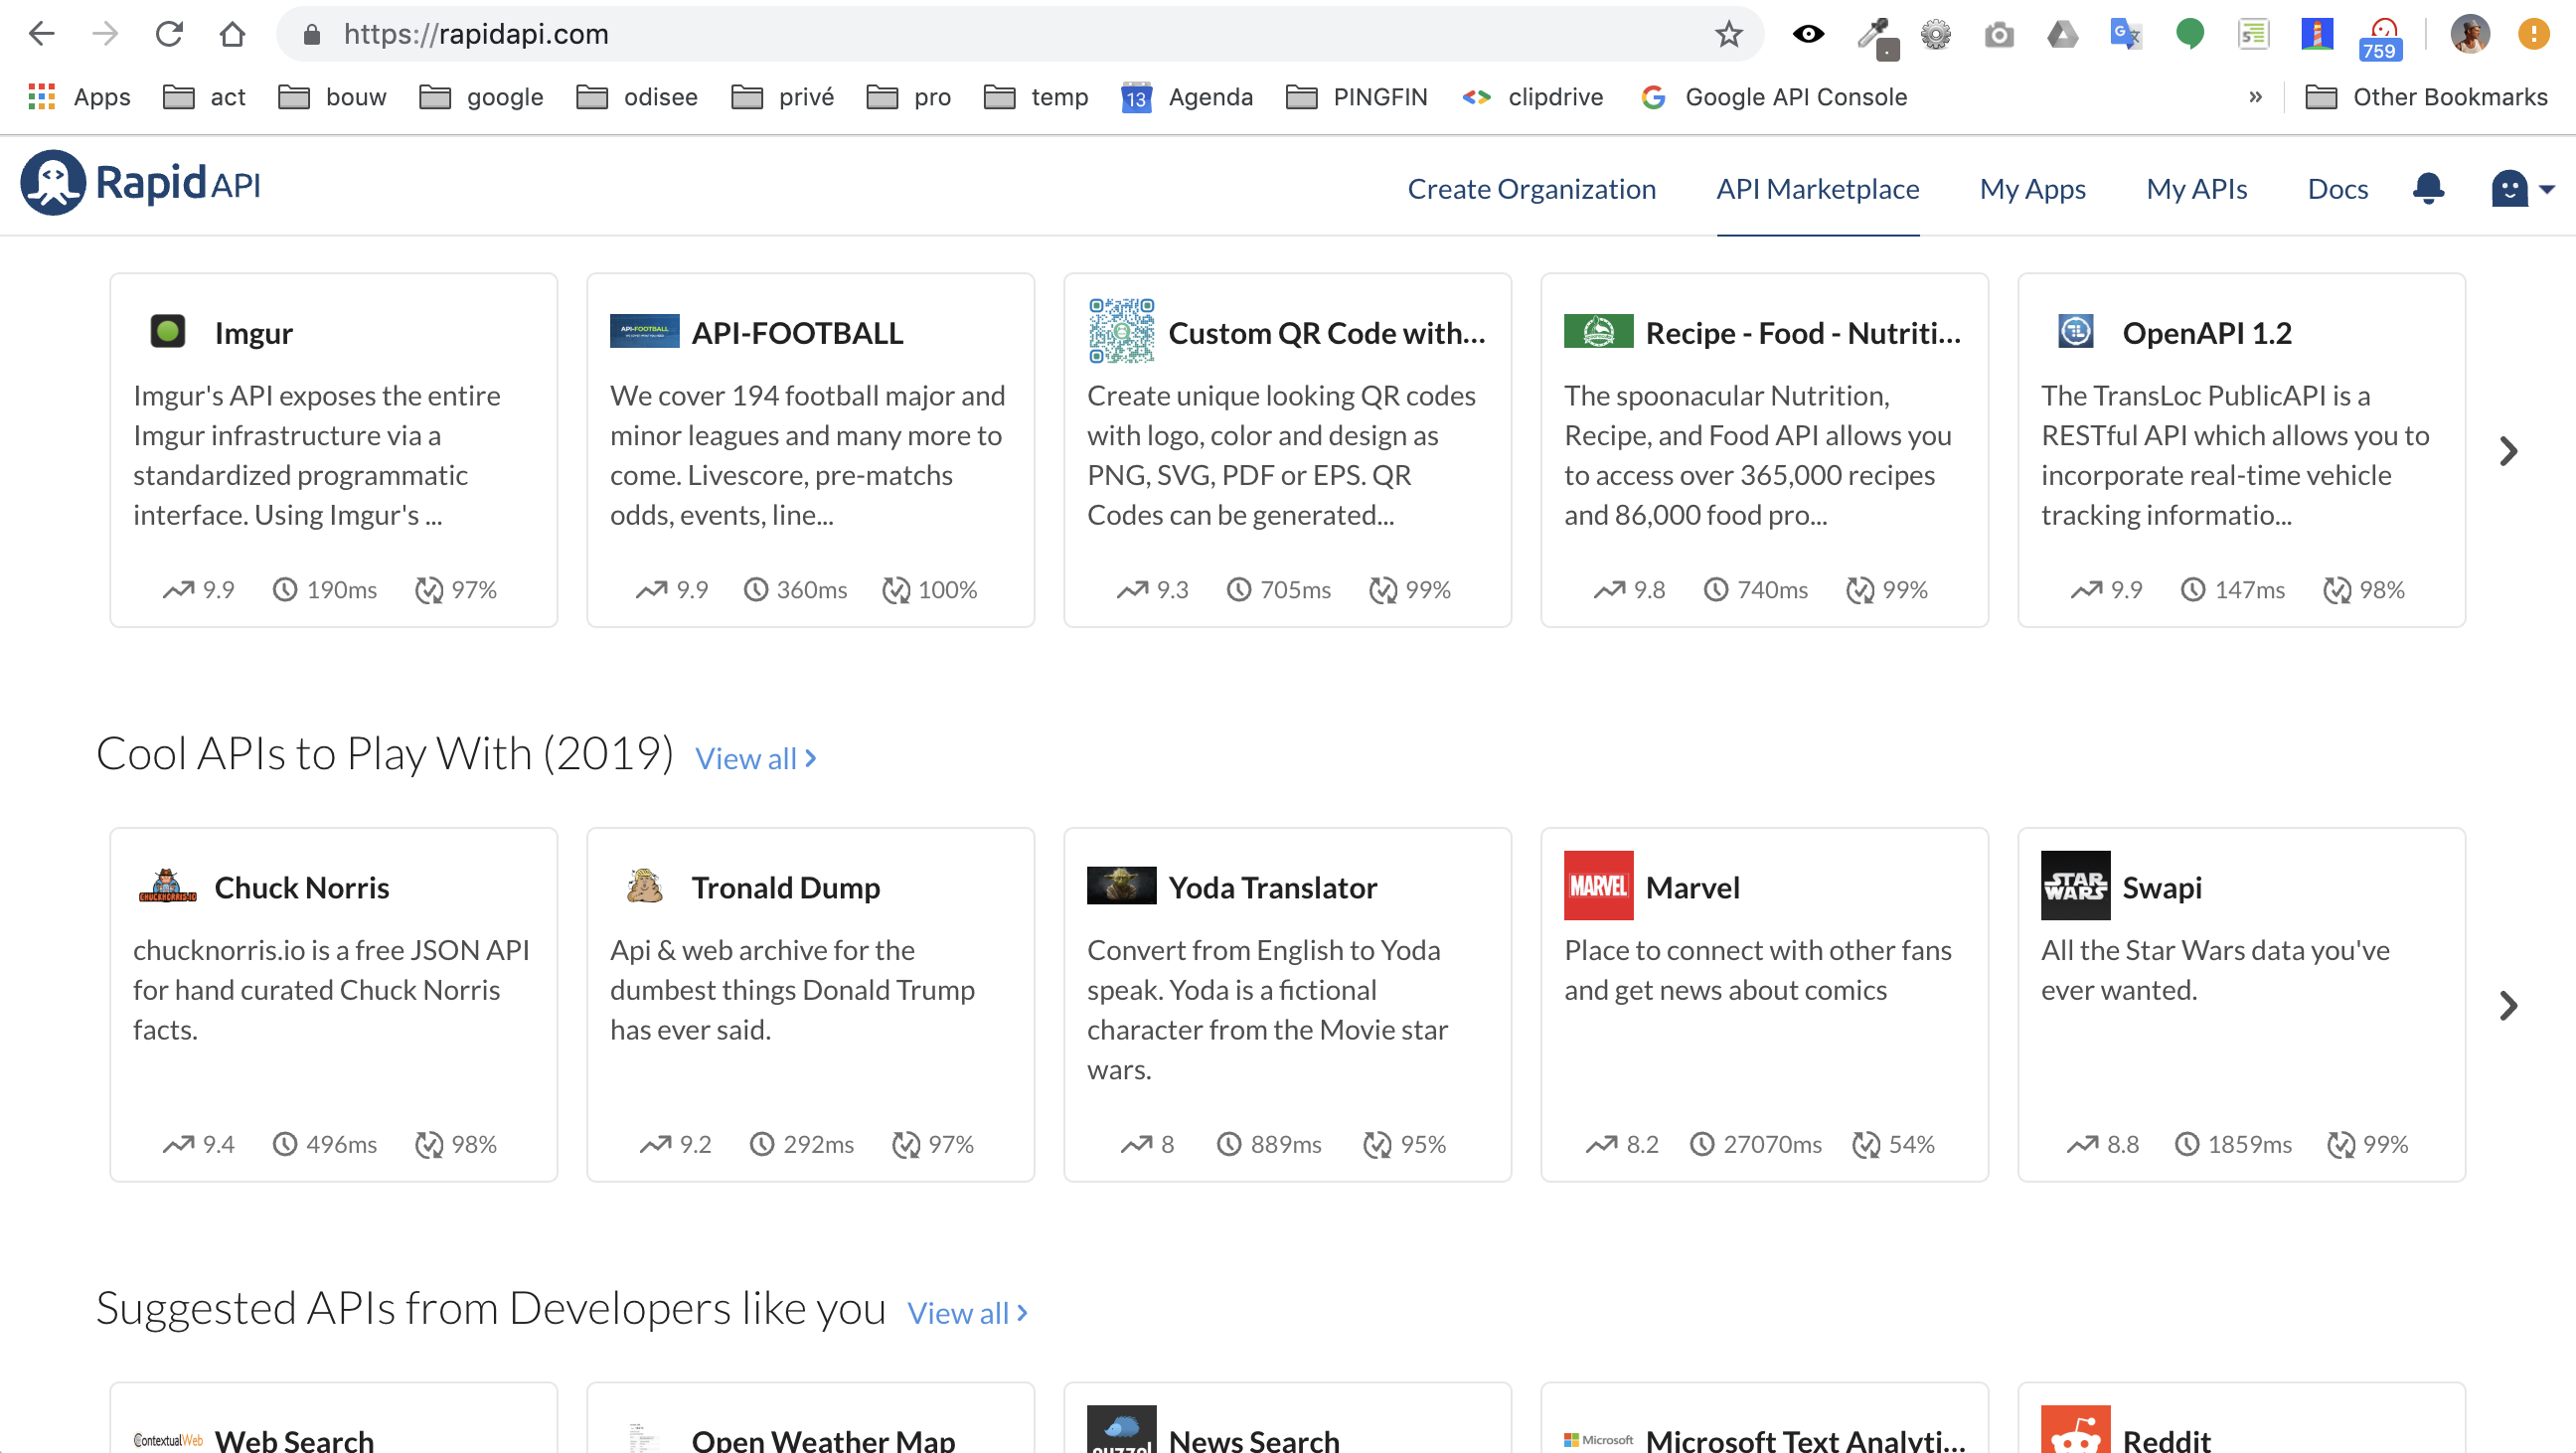 https://rapidapi.com
759
Apps act bouw google odisee privé pro temp 13 Agenda PINGFIN clipdrive Google API Console » Other Bookmarks
Rapid API
Create Organization API Marketplace My Apps My APIs Docs
Imgur
Imgur's API exposes the entire
Imgur infrastructure via a
standardized programmatic
interface. Using Imgur's ...
9.9 190ms 97%
API-FOOTBALL
API-FOOTBALL
We cover 194 football major and
minor leagues and many more to
come. Livescore, pre-matchs
odds, events, line...
9.9 360ms 100%
Custom QR Code with...
Create unique looking QR codes
with logo, color and design as
PNG, SVG, PDF or EPS. QR
Codes can be generated...
9.3 705ms 99%
Recipe - Food - Nutriti...
The spoonacular Nutrition,
Recipe, and Food API allows you
to access over 365,000 recipes
and 86,000 food pro...
9.8 740ms 99%
OpenAPI 1.2
The TransLoc PublicAPI is a
RESTful API which allows you to
incorporate real-time vehicle
tracking informatio...
9.9 147ms 98%
Cool APIs to Play With (2019) View all
CHUCKNORRIS.IO
Chuck Norris
chucknorris.io is a free JSON API
for hand curated Chuck Norris
facts.
9.4 496ms 98%
Tronald Dump
Api & web archive for the
dumbest things Donald Trump
has ever said.
9.2 292ms 97%
Yoda Translator
Convert from English to Yoda
speak. Yoda is a fictional
character from the Movie star
wars.
8 889ms 95%
MARVEL
Marvel
Place to connect with other fans
and get news about comics
8.2 27070ms 54%
STAR
WARS
Swapi
All the Star Wars data you've
ever wanted.
8.8 1859ms 99%
Suggested APIs from Developers like you View all
ContextualWeb Web Search
Open Weather Map
News Search
Microsoft Microsoft Text Analyti...
Reddit